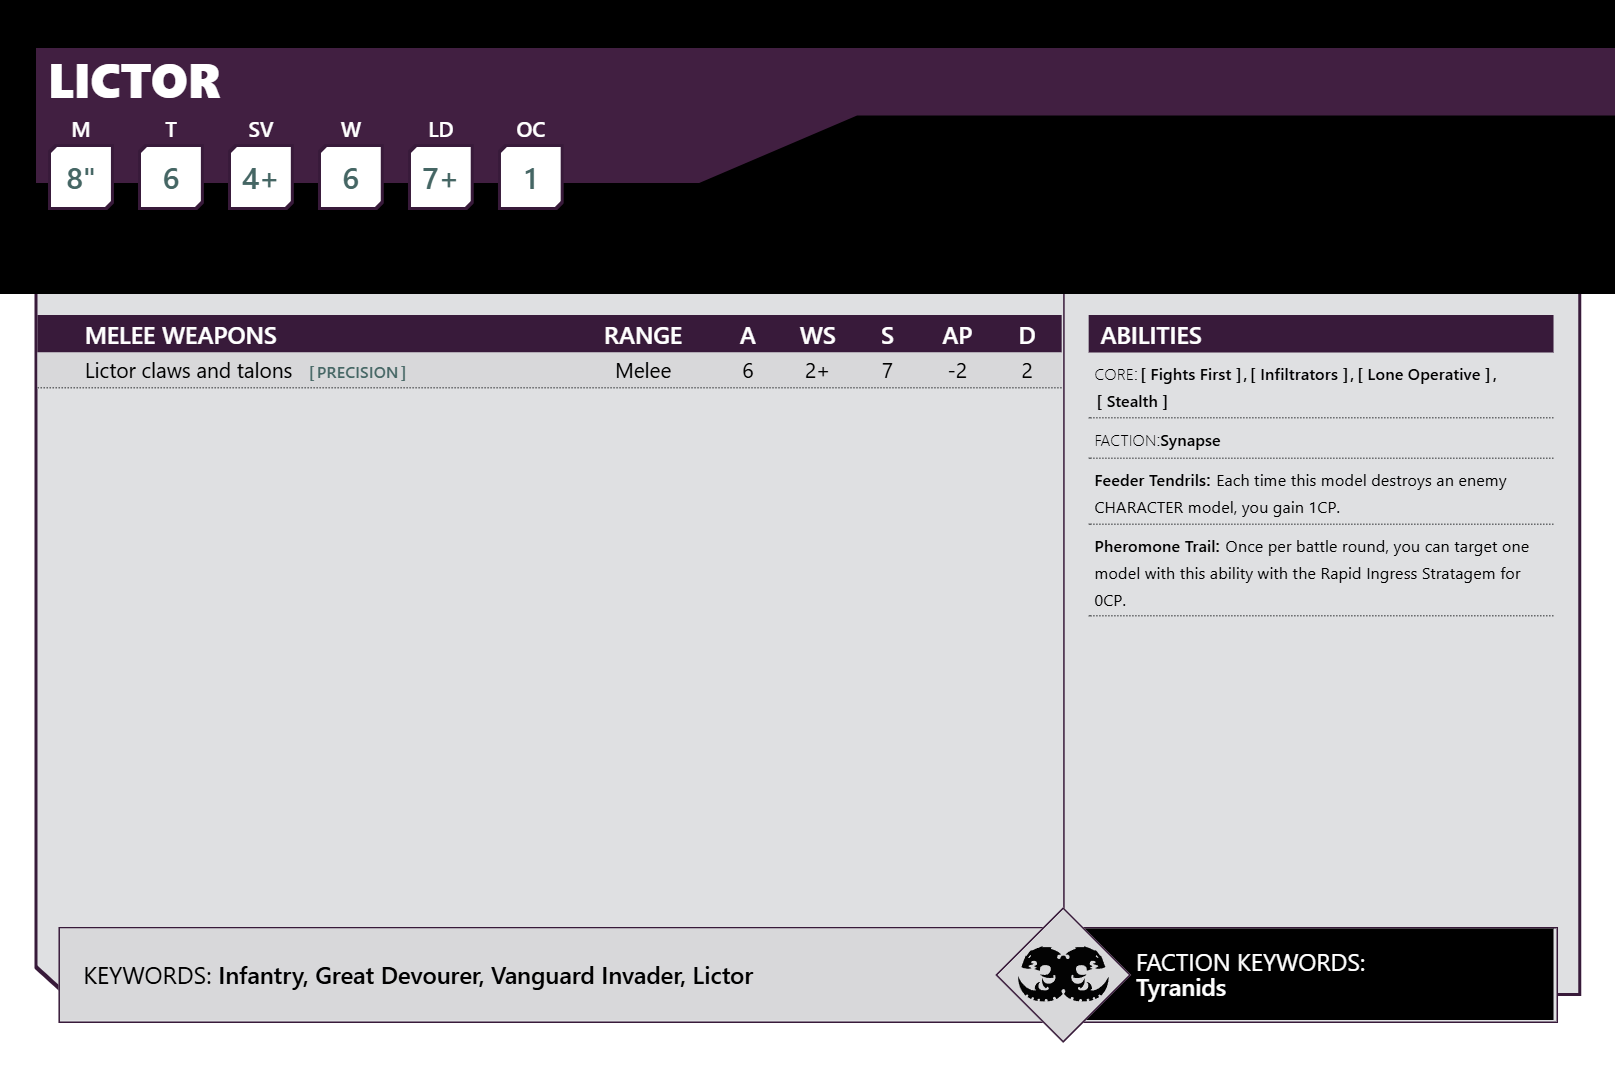 LICTOR
M T SV W LD OC
8" 6 4+ 6 7+ 1
MELEE WEAPONS RANGE A WS S AP D
Lictor claws and talons [PRECISION] Melee 6 2+ 7 -2 2
ABILITIES
CORE: [ Fights First ], [ Infiltrators ], [ Lone Operative ],
[ Stealth ]
FACTION:Synapse
Feeder Tendrils: Each time this model destroys an enemy
CHARACTER model, you gain 1CP.
Pheromone Trail: Once per battle round, you can target one
model with this ability with the Rapid Ingress Stratagem for
0CP.
KEYWORDS: Infantry, Great Devourer, Vanguard Invader, Lictor
FACTION KEYWORDS:
Tyranids